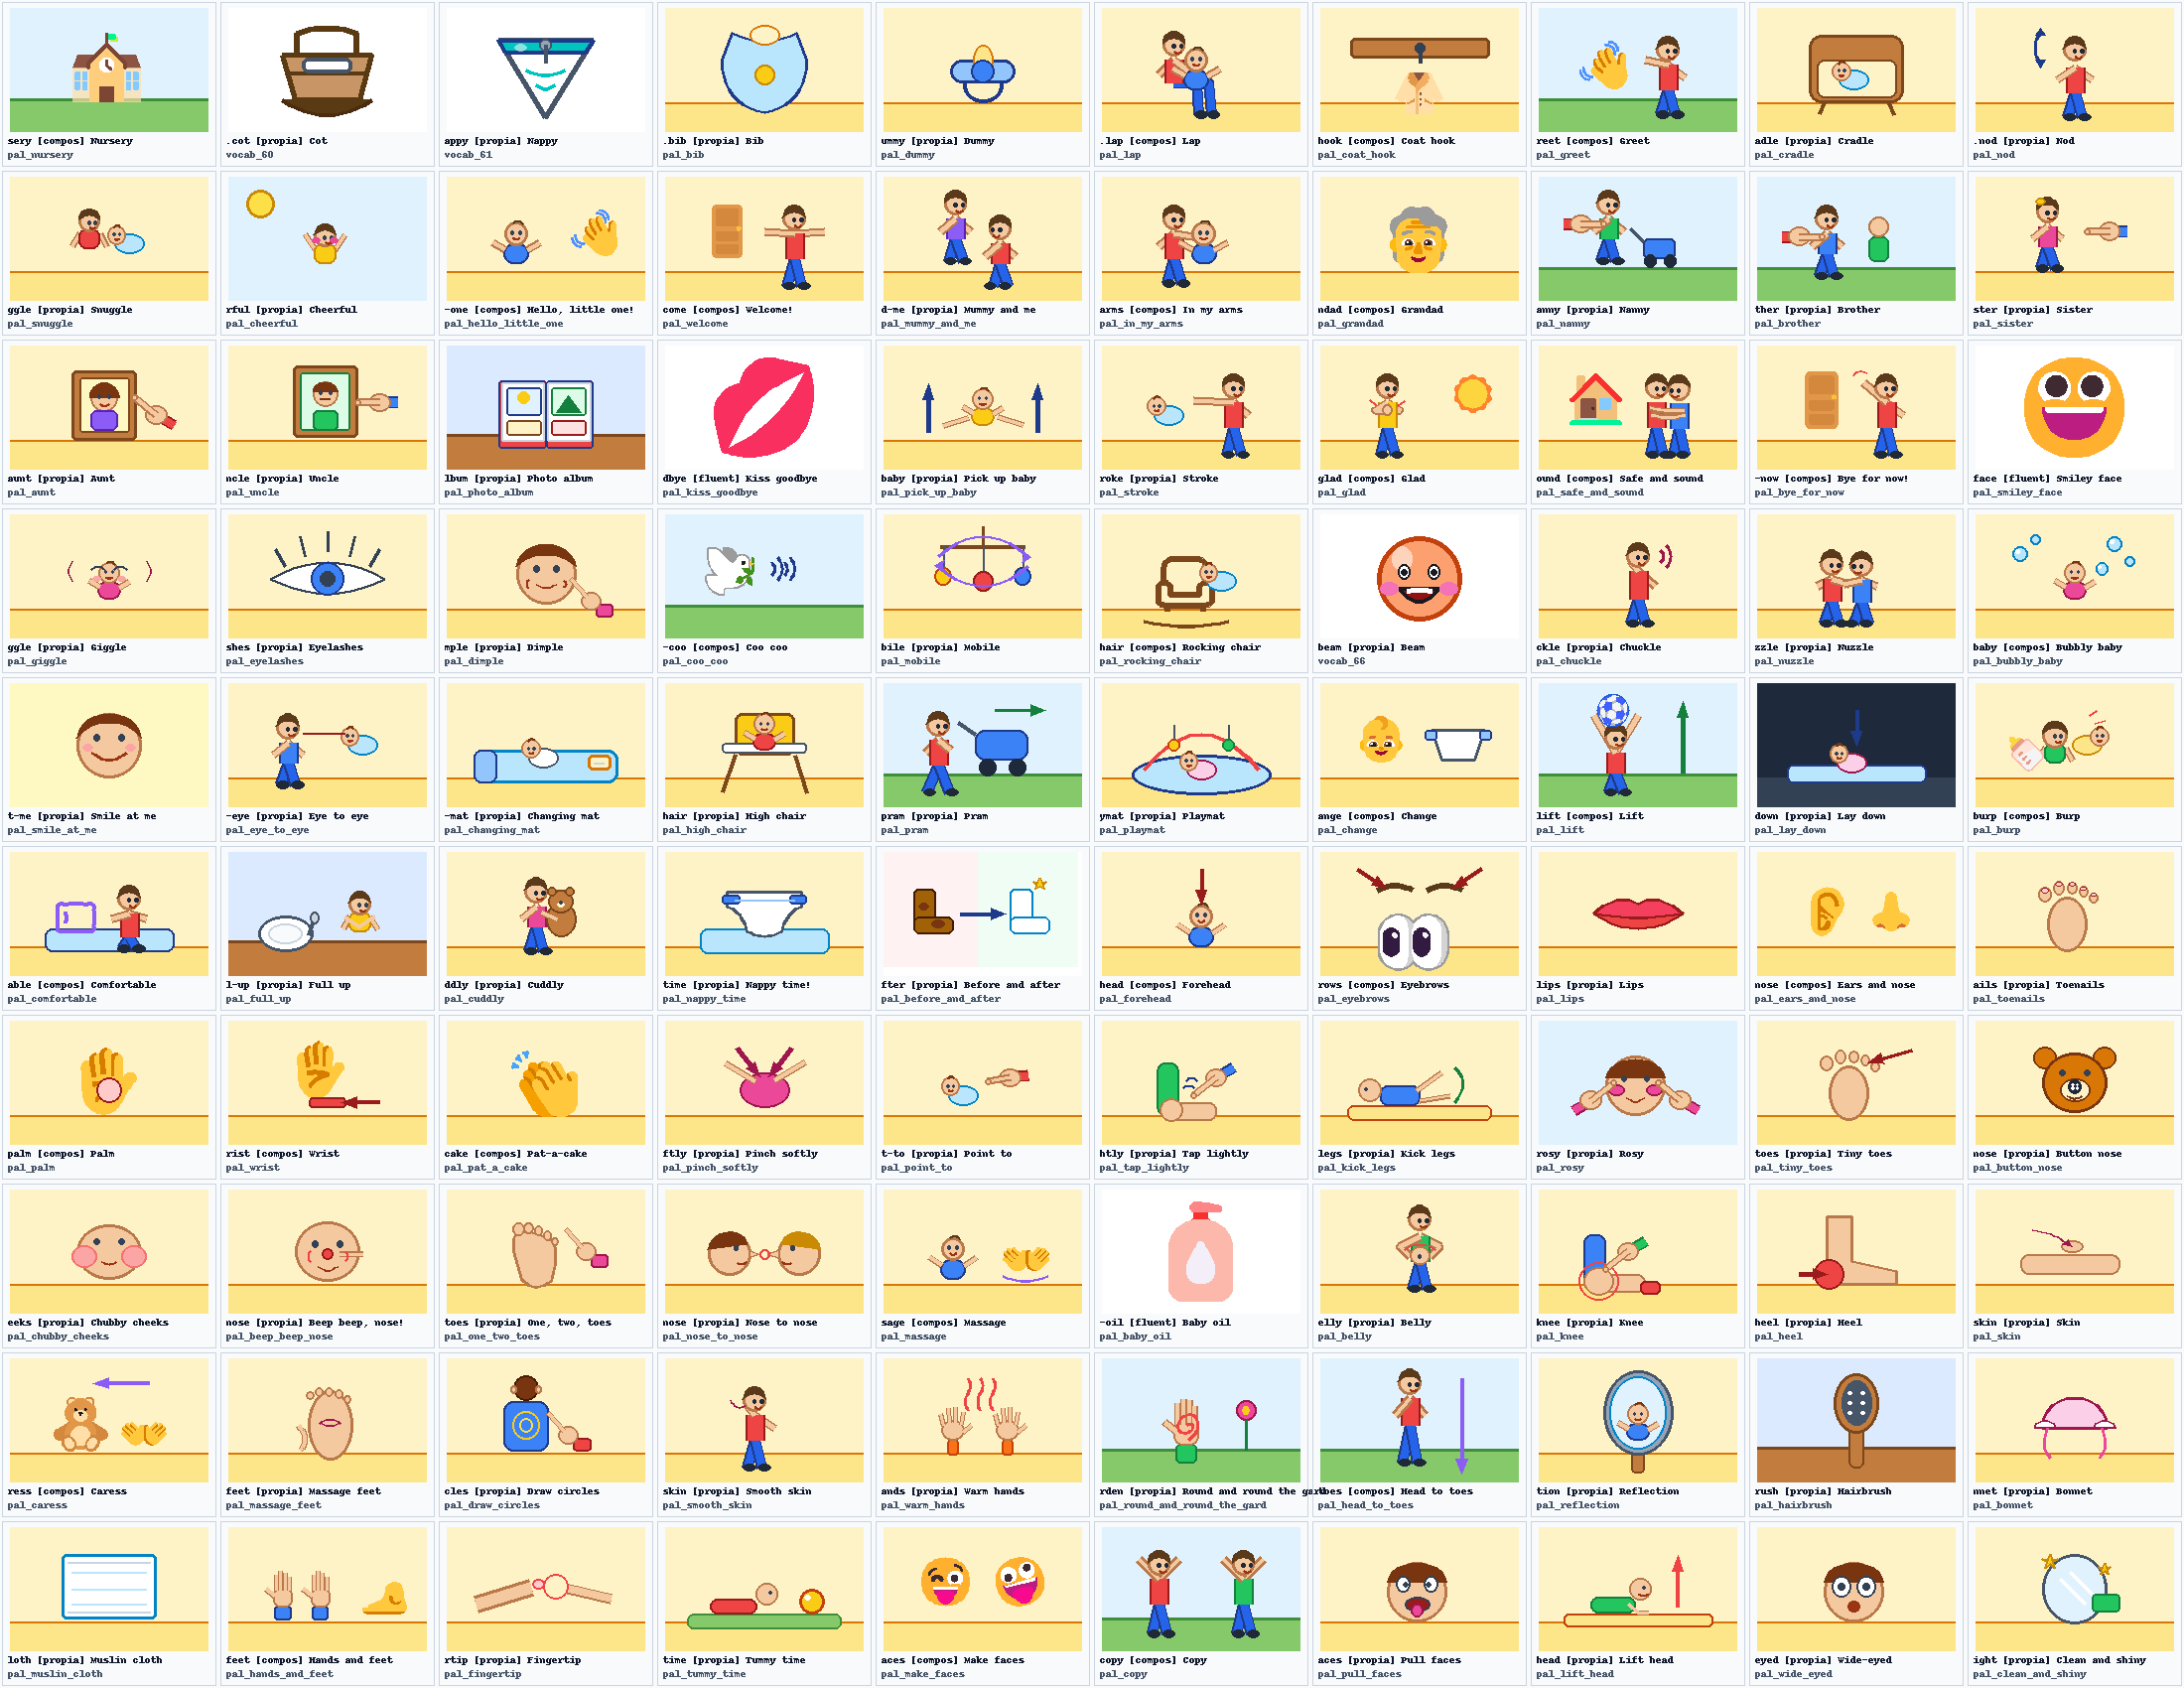 sery [compos] Nursery
pal_nursery
.cot [propia] Cot
vocab_60
appy [propia] Nappy
vocab_61
.bib [propia] Bib
pal_bib
ummy [propia] Dummy
pal_dummy
.lap [compos] Lap
pal_lap
hook [compos] Coat hook
pal_coat_hook
reet [compos] Greet
pal_greet
adle [propia] Cradle
pal_cradle
.nod [propia] Nod
pal_nod
ggle [propia] Snuggle
pal_snuggle
rful [propia] Cheerful
pal_cheerful
-one [compos] Hello, little one!
pal_hello_little_one
come [compos] Welcome!
pal_welcome
d-me [propia] Mummy and me
pal_mummy_and_me
arms [compos] In my arms
pal_in_my_arms
ndad [compos] Grandad
pal_grandad
anny [propia] Nanny
pal_nanny
ther [propia] Brother
pal_brother
ster [propia] Sister
pal_sister
aunt [propia] Aunt
pal_aunt
ncle [propia] Uncle
pal_uncle
lbum [propia] Photo album
pal_photo_album
dbye [fluent] Kiss goodbye
pal_kiss_goodbye
baby [propia] Pick up baby
pal_pick_up_baby
roke [propia] Stroke
pal_stroke
glad [compos] Glad
pal_glad
ound [compos] Safe and sound
pal_safe_and_sound
-now [compos] Bye for now!
pal_bye_for_now
face [fluent] Smiley face
pal_smiley_face
ggle [propia] Giggle
pal_giggle
shes [propia] Eyelashes
pal_eyelashes
mple [propia] Dimple
pal_dimple
-coo [compos] Coo coo
pal_coo_coo
bile [propia] Mobile
pal_mobile
hair [compos] Rocking chair
pal_rocking_chair
beam [propia] Beam
vocab_66
ckle [propia] Chuckle
pal_chuckle
zzle [propia] Nuzzle
pal_nuzzle
baby [compos] Bubbly baby
pal_bubbly_baby
t-me [propia] Smile at me
pal_smile_at_me
-eye [propia] Eye to eye
pal_eye_to_eye
-mat [propia] Changing mat
pal_changing_mat
hair [propia] High chair
pal_high_chair
pram [propia] Pram
pal_pram
ymat [propia] Playmat
pal_playmat
ange [compos] Change
pal_change
lift [compos] Lift
pal_lift
down [propia] Lay down
pal_lay_down
burp [compos] Burp
pal_burp
able [compos] Comfortable
pal_comfortable
l-up [propia] Full up
pal_full_up
ddly [propia] Cuddly
pal_cuddly
time [propia] Nappy time!
pal_nappy_time
fter [propia] Before and after
pal_before_and_after
head [compos] Forehead
pal_forehead
rows [compos] Eyebrows
pal_eyebrows
lips [propia] Lips
pal_lips
nose [compos] Ears and nose
pal_ears_and_nose
ails [propia] Toenails
pal_toenails
palm [compos] Palm
pal_palm
rist [compos] Wrist
pal_wrist
cake [compos] Pat-a-cake
pal_pat_a_cake
ftly [propia] Pinch softly
pal_pinch_softly
t-to [propia] Point to
pal_point_to
htly [propia] Tap lightly
pal_tap_lightly
legs [propia] Kick legs
pal_kick_legs
rosy [propia] Rosy
pal_rosy
toes [propia] Tiny toes
pal_tiny_toes
nose [propia] Button nose
pal_button_nose
eeks [propia] Chubby cheeks
pal_chubby_cheeks
nose [propia] Beep beep, nose!
pal_beep_beep_nose
toes [propia] One, two, toes
pal_one_two_toes
nose [propia] Nose to nose
pal_nose_to_nose
sage [compos] Massage
pal_massage
-oil [fluent] Baby oil
pal_baby_oil
elly [propia] Belly
pal_belly
knee [propia] Knee
pal_knee
heel [propia] Heel
pal_heel
skin [propia] Skin
pal_skin
ress [compos] Caress
pal_caress
feet [propia] Massage feet
pal_massage_feet
cles [propia] Draw circles
pal_draw_circles
skin [propia] Smooth skin
pal_smooth_skin
ands [propia] Warm hands
pal_warm_hands
rden [propia] Round and round the gard
pal_round_and_round_the_gard
toes [compos] Head to toes
pal_head_to_toes
tion [propia] Reflection
pal_reflection
rush [propia] Hairbrush
pal_hairbrush
nnet [propia] Bonnet
pal_bonnet
loth [propia] Muslin cloth
pal_muslin_cloth
feet [compos] Hands and feet
pal_hands_and_feet
rtip [propia] Fingertip
pal_fingertip
time [propia] Tummy time
pal_tummy_time
aces [compos] Make faces
pal_make_faces
copy [compos] Copy
pal_copy
aces [propia] Pull faces
pal_pull_faces
head [propia] Lift head
pal_lift_head
eyed [propia] Wide-eyed
pal_wide_eyed
ight [propia] Clean and shiny
pal_clean_and_shiny